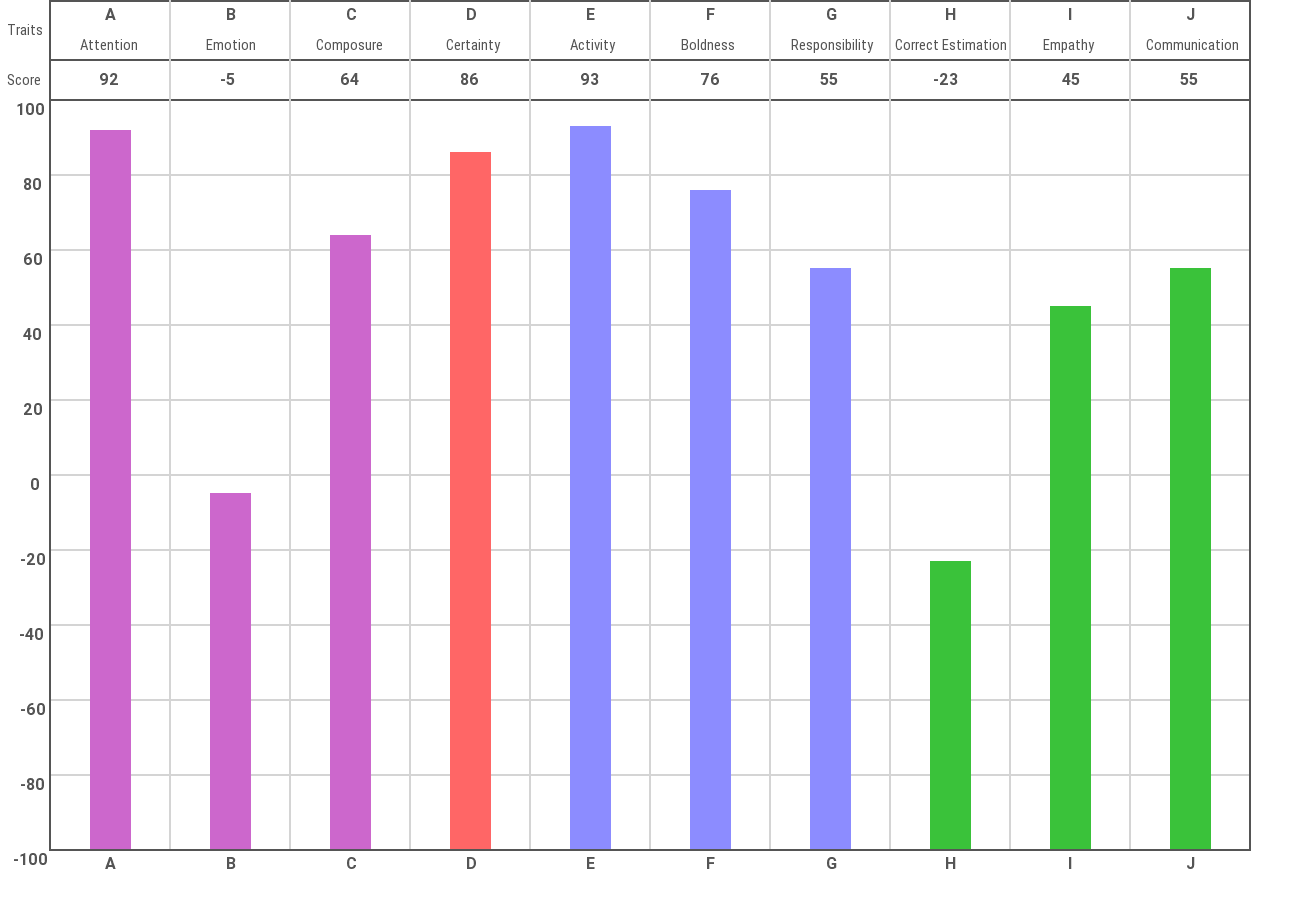 Traits
A B C D E F G H I J
Attention Emotion Composure Certainty Activity Boldness Responsibility Correct Estimation Empathy Communication
Score 92 -5 64 86 93 76 55 -23 45 55
100
80
60
40
20
0
-20
-40
-60
-80
-100
A B C D E F G H I J